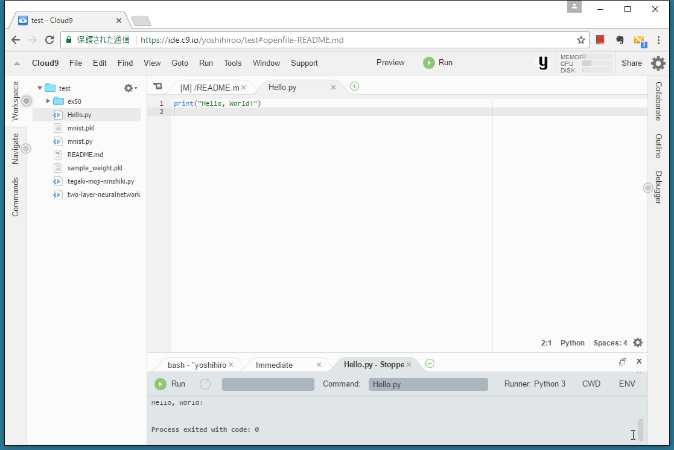 test - Cloud9
保護された通信 https://ide.c9.io/yoshihiroo/test#openfile-README.md
Cloud9 File Edit Find View Goto Run Tools Window Support Preview Run y MEMORY CPU DISK Share
Workspace
Navigate
Commands
test
ex50
Hello.py
mnist.pkl
mnist.py
README.md
sample_weight.pkl
tegaki-moji-ninshiki.py
two-layer-neuralnetwork
[M] /README.m Hello.py
1 print("Hello, World!")
2
Collaborate
Outline
Debugger
2:1 Python Spaces: 4
bash - "yoshihiro Immediate Hello.py - Stoppe
Run Command: Hello.py Runner: Python 3 CWD ENV
Hello, World!
Process exited with code: 0